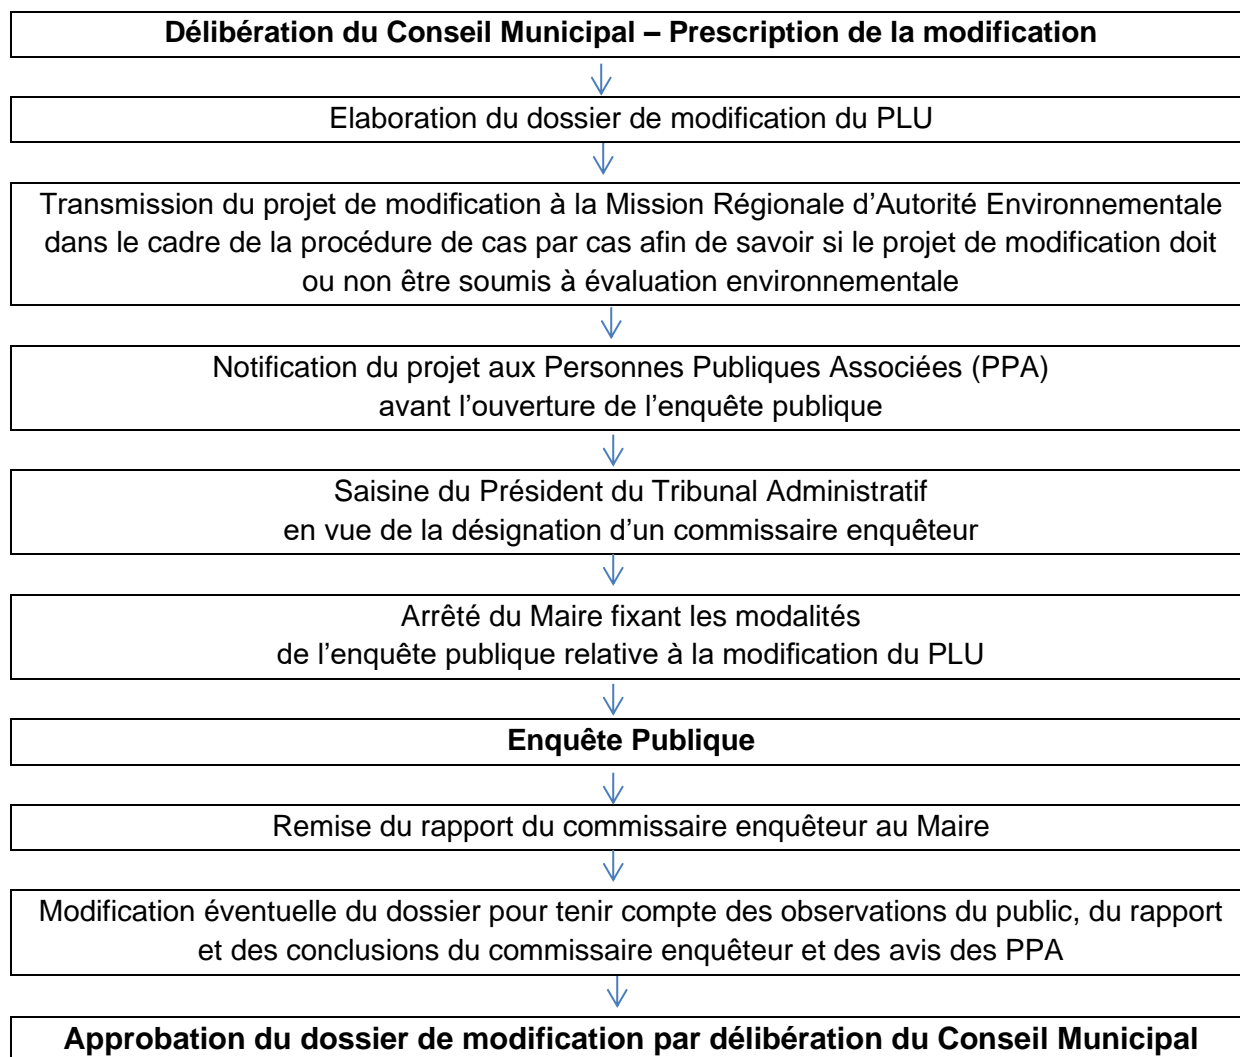 Délibération du Conseil Municipal – Prescription de la modification
Elaboration du dossier de modification du PLU
Transmission du projet de modification à la Mission Régionale d’Autorité Environnementale
dans le cadre de la procédure de cas par cas afin de savoir si le projet de modification doit
ou non être soumis à évaluation environnementale
Notification du projet aux Personnes Publiques Associées (PPA)
avant l’ouverture de l’enquête publique
Saisine du Président du Tribunal Administratif
en vue de la désignation d’un commissaire enquêteur
Arrêté du Maire fixant les modalités
de l’enquête publique relative à la modification du PLU
Enquête Publique
Remise du rapport du commissaire enquêteur au Maire
Modification éventuelle du dossier pour tenir compte des observations du public, du rapport
et des conclusions du commissaire enquêteur et des avis des PPA
Approbation du dossier de modification par délibération du Conseil Municipal